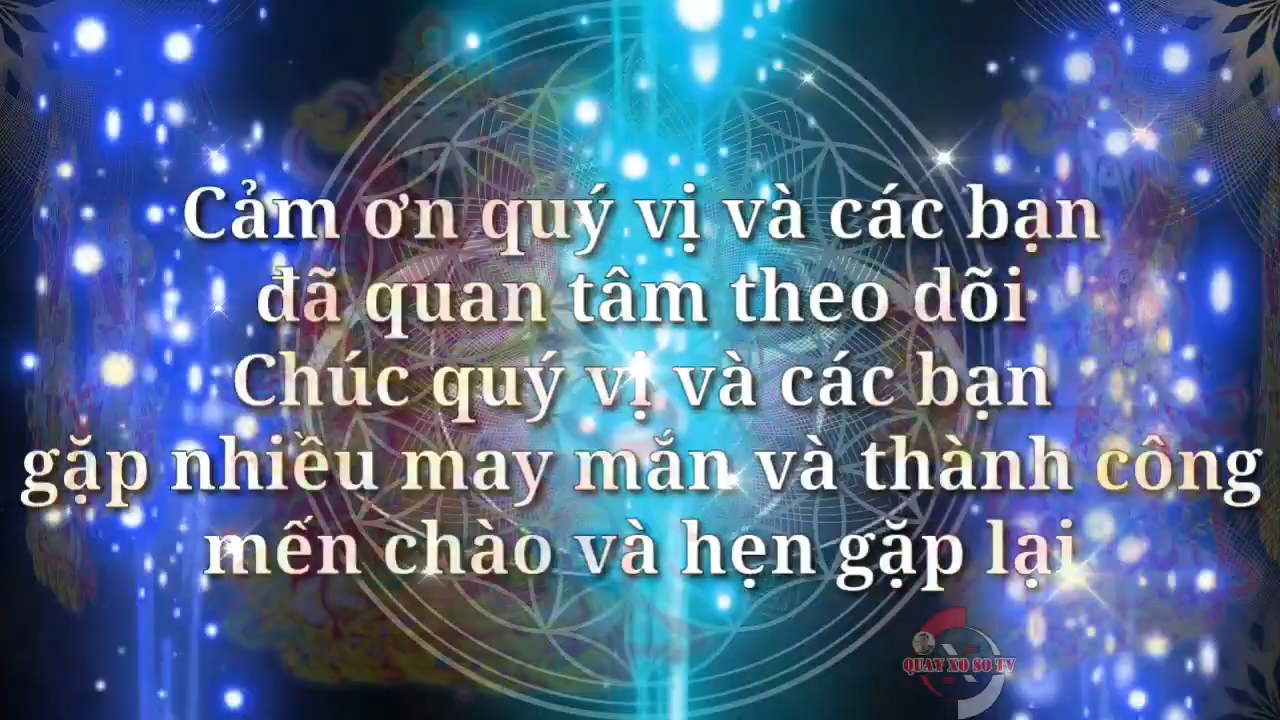 Cảm ơn quý vị và các bạn
đã quan tâm theo dõi
Chúc quý vị và các bạn
gặp nhiều may mắn và thành công
mến chào và hẹn gặp lại
QUAY XO SO TV